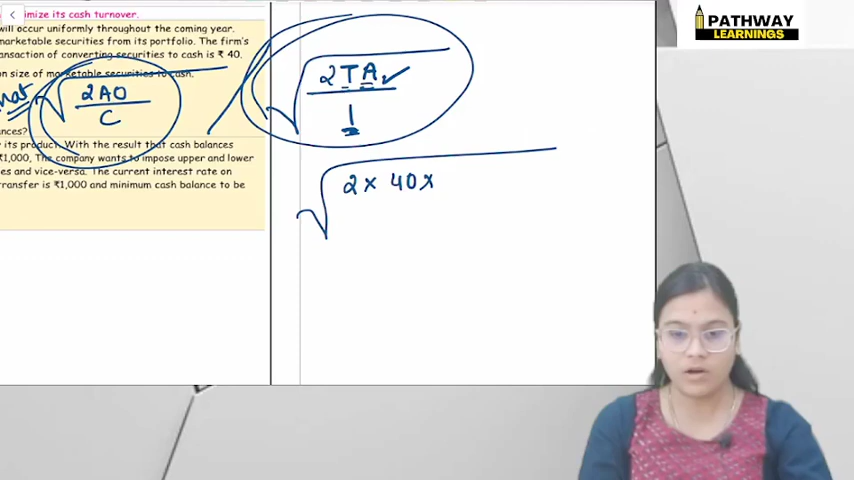 imize its cash turnover.
will occur uniformly throughout the coming year.
marketable securities from its portfolio. The firm's
ansaction of converting securities to cash is ₹ 40,
on size of marketable securities to cash.
√2AO
C
ances?
its product. With the result that cash balances
₹1,000, The company wants to impose upper and lower
es and vice-versa. The current interest rate on
transfer is ₹1,000 and minimum cash balance to be
√2TA ✓
I
√2 x 40 x
PATHWAY
LEARNINGS